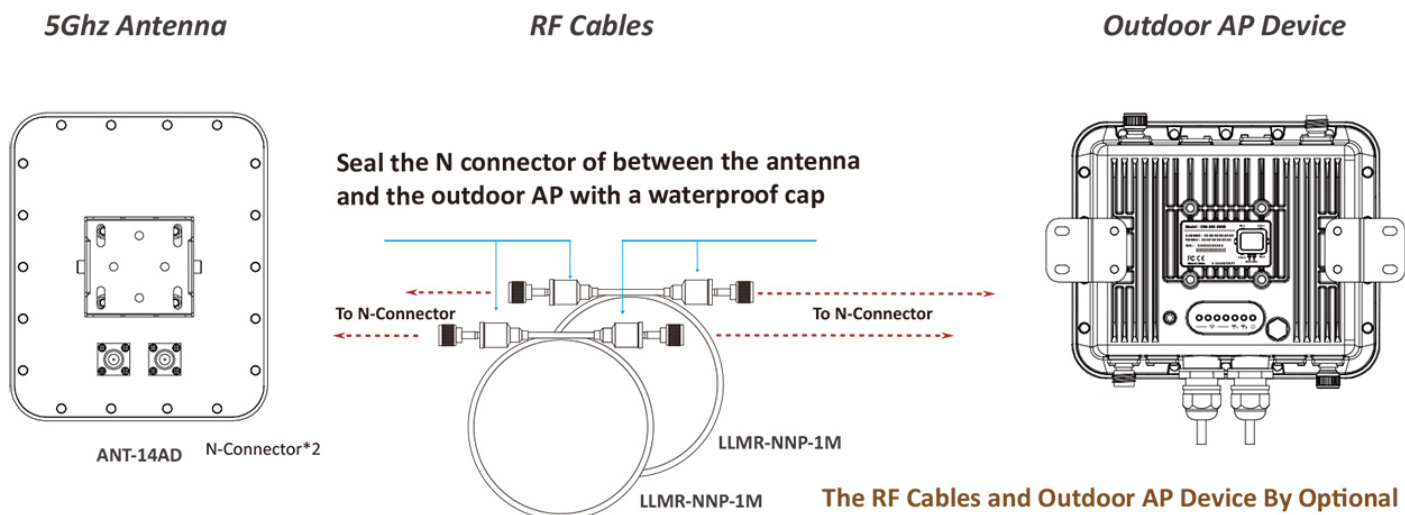 5Ghz Antenna
RF Cables
Outdoor AP Device
Seal the N connector of between the antenna
and the outdoor AP with a waterproof cap
To N-Connector
To N-Connector
ANT-14AD
N-Connector*2
LLMR-NNP-1M
LLMR-NNP-1M
The RF Cables and Outdoor AP Device By Optional